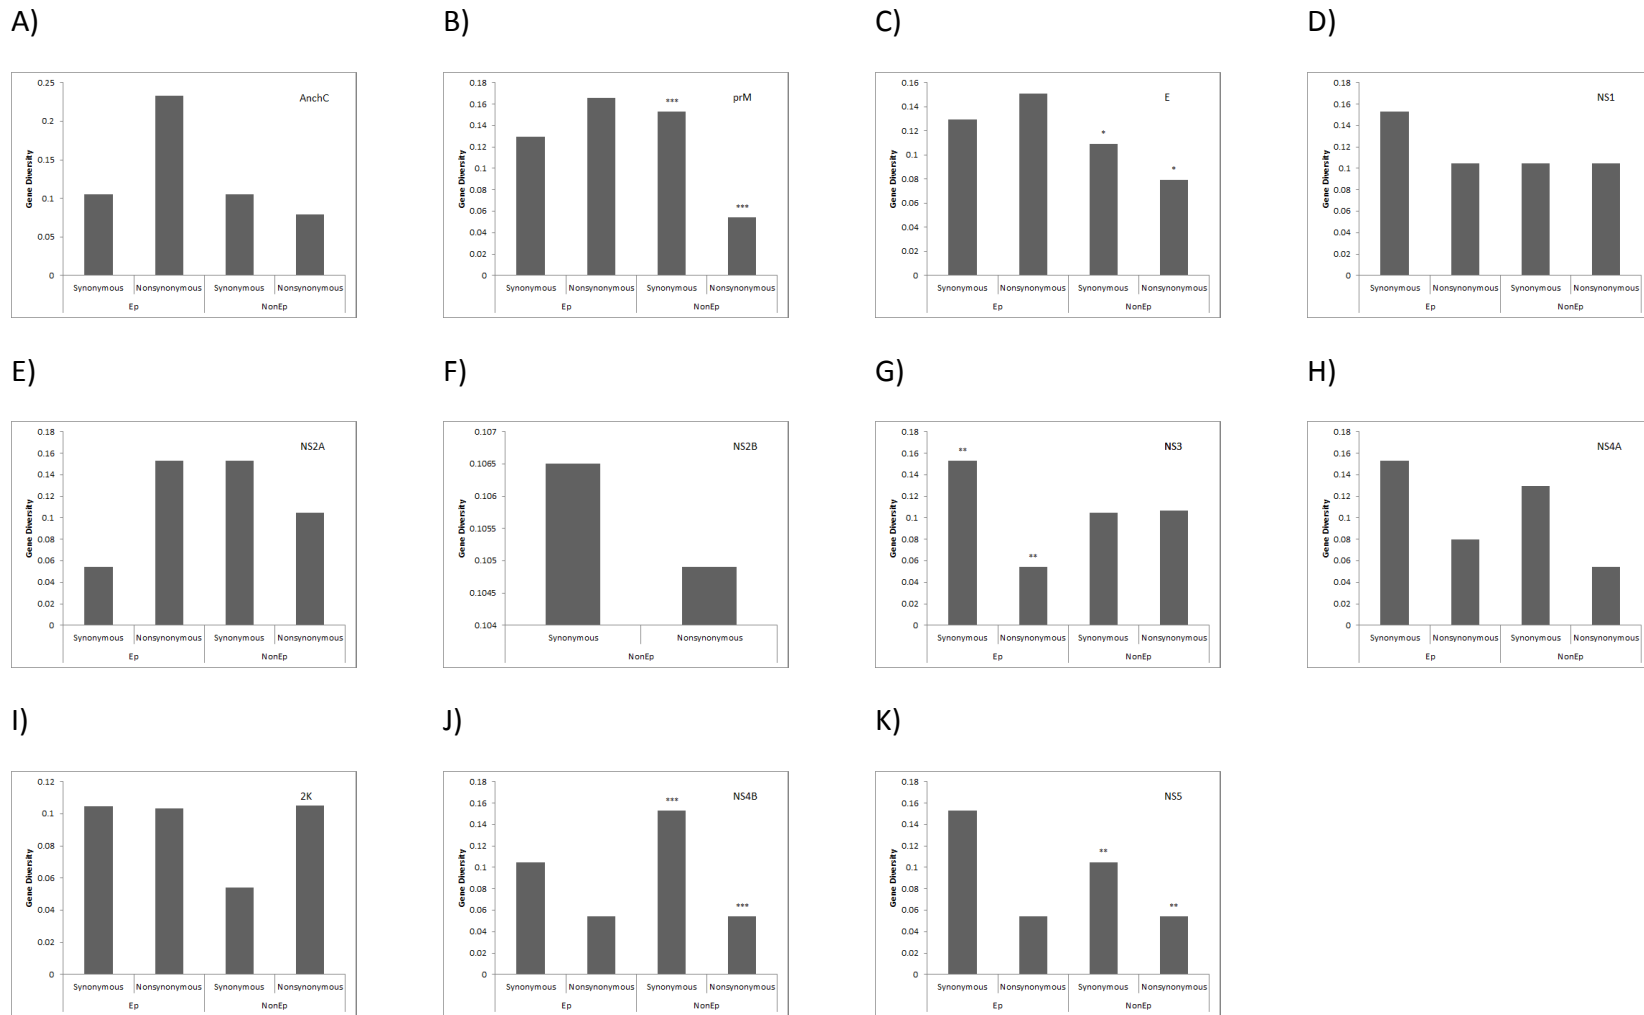 A)
B)
C)
D)
0.25
0.2
0.15
0.1
0.05
0
Gene Diversity
AnchC
Synonymous Nonsynonymous Synonymous Nonsynonymous
Ep NonEp
0.18
0.16
0.14
0.12
0.1
0.08
0.06
0.04
0.02
0
Gene Diversity
prM
***
***
Synonymous Nonsynonymous Synonymous Nonsynonymous
Ep NonEp
0.16
0.14
0.12
0.1
0.08
0.06
0.04
0.02
0
Gene Diversity
E
*
*
Synonymous Nonsynonymous Synonymous Nonsynonymous
Ep NonEp
0.18
0.16
0.14
0.12
0.1
0.08
0.06
0.04
0.02
0
Gene Diversity
NS1
Synonymous Nonsynonymous Synonymous Nonsynonymous
Ep NonEp
E)
F)
G)
H)
0.18
0.16
0.14
0.12
0.1
0.08
0.06
0.04
0.02
0
Gene Diversity
NS2A
Synonymous Nonsynonymous Synonymous Nonsynonymous
Ep NonEp
0.107
0.1065
0.106
0.1055
0.105
0.1045
0.104
Gene Diversity
NS2B
Synonymous Nonsynonymous
NonEp
0.18
0.16
0.14
0.12
0.1
0.08
0.06
0.04
0.02
0
Gene Diversity
NS3
**
**
Synonymous Nonsynonymous Synonymous Nonsynonymous
Ep NonEp
0.18
0.16
0.14
0.12
0.1
0.08
0.06
0.04
0.02
0
Gene Diversity
NS4A
Synonymous Nonsynonymous Synonymous Nonsynonymous
Ep NonEp
I)
J)
K)
0.12
0.1
0.08
0.06
0.04
0.02
0
Gene Diversity
2K
Synonymous Nonsynonymous Synonymous Nonsynonymous
Ep NonEp
0.18
0.16
0.14
0.12
0.1
0.08
0.06
0.04
0.02
0
Gene Diversity
NS4B
***
***
Synonymous Nonsynonymous Synonymous Nonsynonymous
Ep NonEp
0.18
0.16
0.14
0.12
0.1
0.08
0.06
0.04
0.02
0
Gene Diversity
NS5
**
**
Synonymous Nonsynonymous Synonymous Nonsynonymous
Ep NonEp